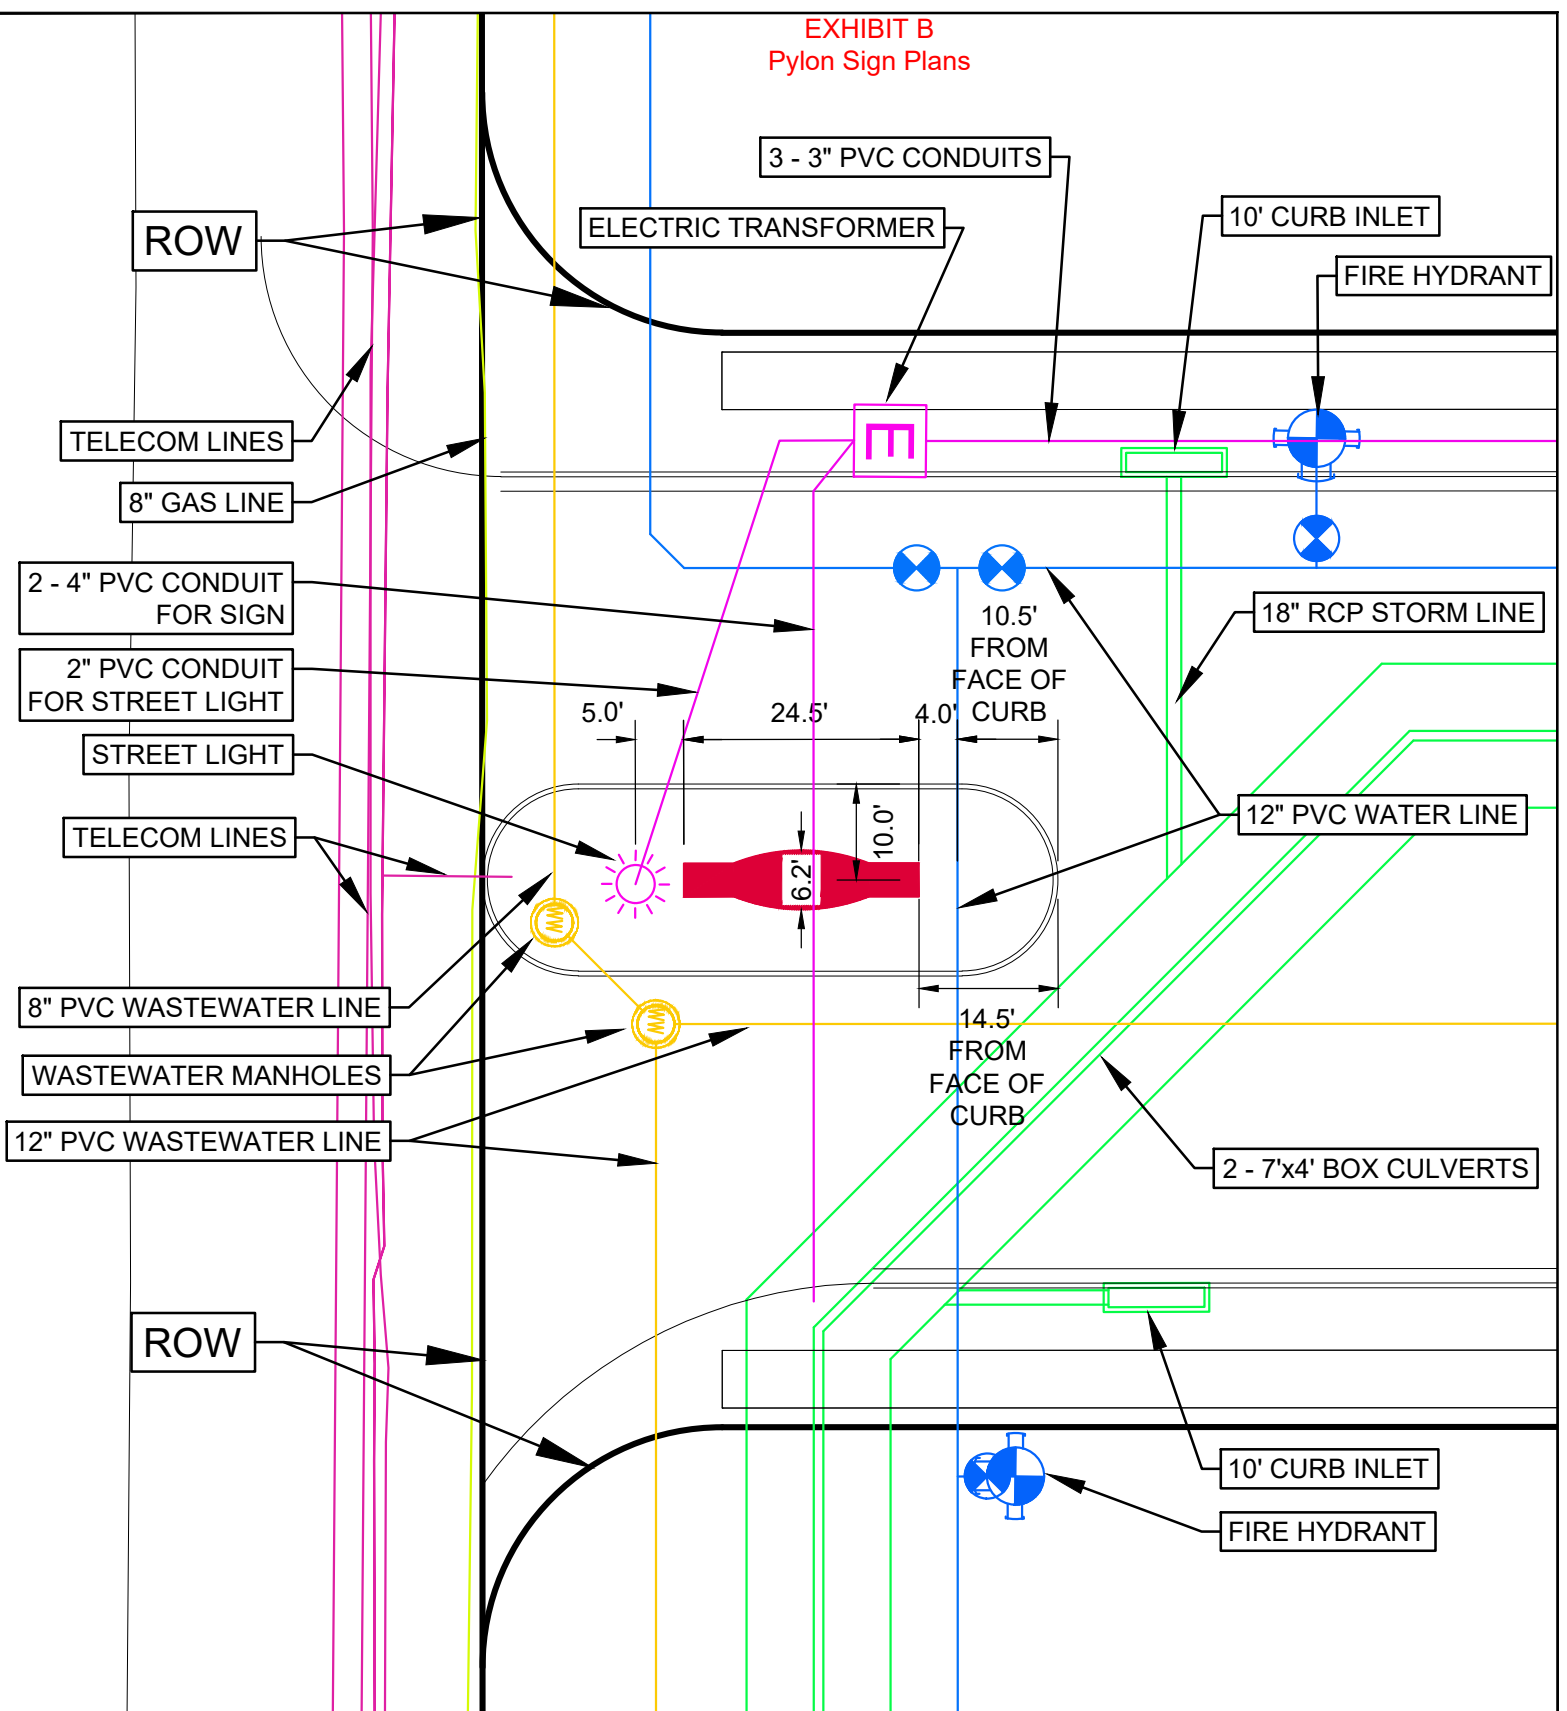 EXHIBIT B
Pylon Sign Plans
3 - 3" PVC CONDUITS
ROW
ELECTRIC TRANSFORMER
10' CURB INLET
FIRE HYDRANT
TELECOM LINES
E
8" GAS LINE
2 - 4" PVC CONDUIT
FOR SIGN
10.5'
FROM
FACE OF
CURB
18" RCP STORM LINE
2" PVC CONDUIT
FOR STREET LIGHT
5.0'
24.5'
4.0'
STREET LIGHT
TELECOM LINES
10.0'
6.2'
12" PVC WATER LINE
8" PVC WASTEWATER LINE
14.5'
FROM
FACE OF
CURB
WASTEWATER MANHOLES
12" PVC WASTEWATER LINE
2 - 7'x4' BOX CULVERTS
ROW
10' CURB INLET
FIRE HYDRANT